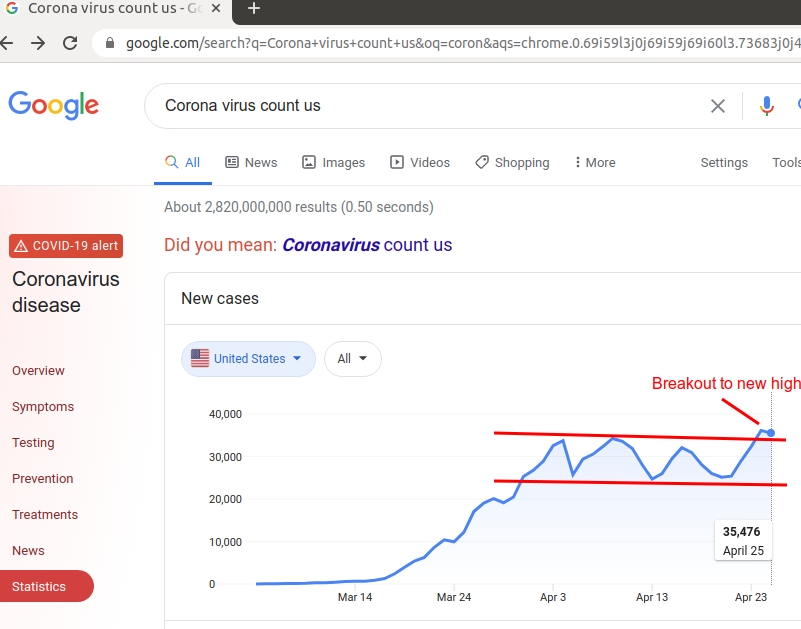 Corona virus count us - G
google.com/search?q=Corona+virus+count+us&oq=coron&aqs=chrome.0.69i59l3j0j69i59j69i60l3.73683j0j4
Google
Corona virus count us
All News Images Videos Shopping More Settings Tools
About 2,820,000,000 results (0.50 seconds)
Did you mean: Coronavirus count us
COVID-19 alert
Coronavirus
disease
Overview
Symptoms
Testing
Prevention
Treatments
News
Statistics
New cases
United States All
Breakout to new high
40,000
30,000
20,000
10,000
0
35,476
April 25
Mar 14 Mar 24 Apr 3 Apr 13 Apr 23